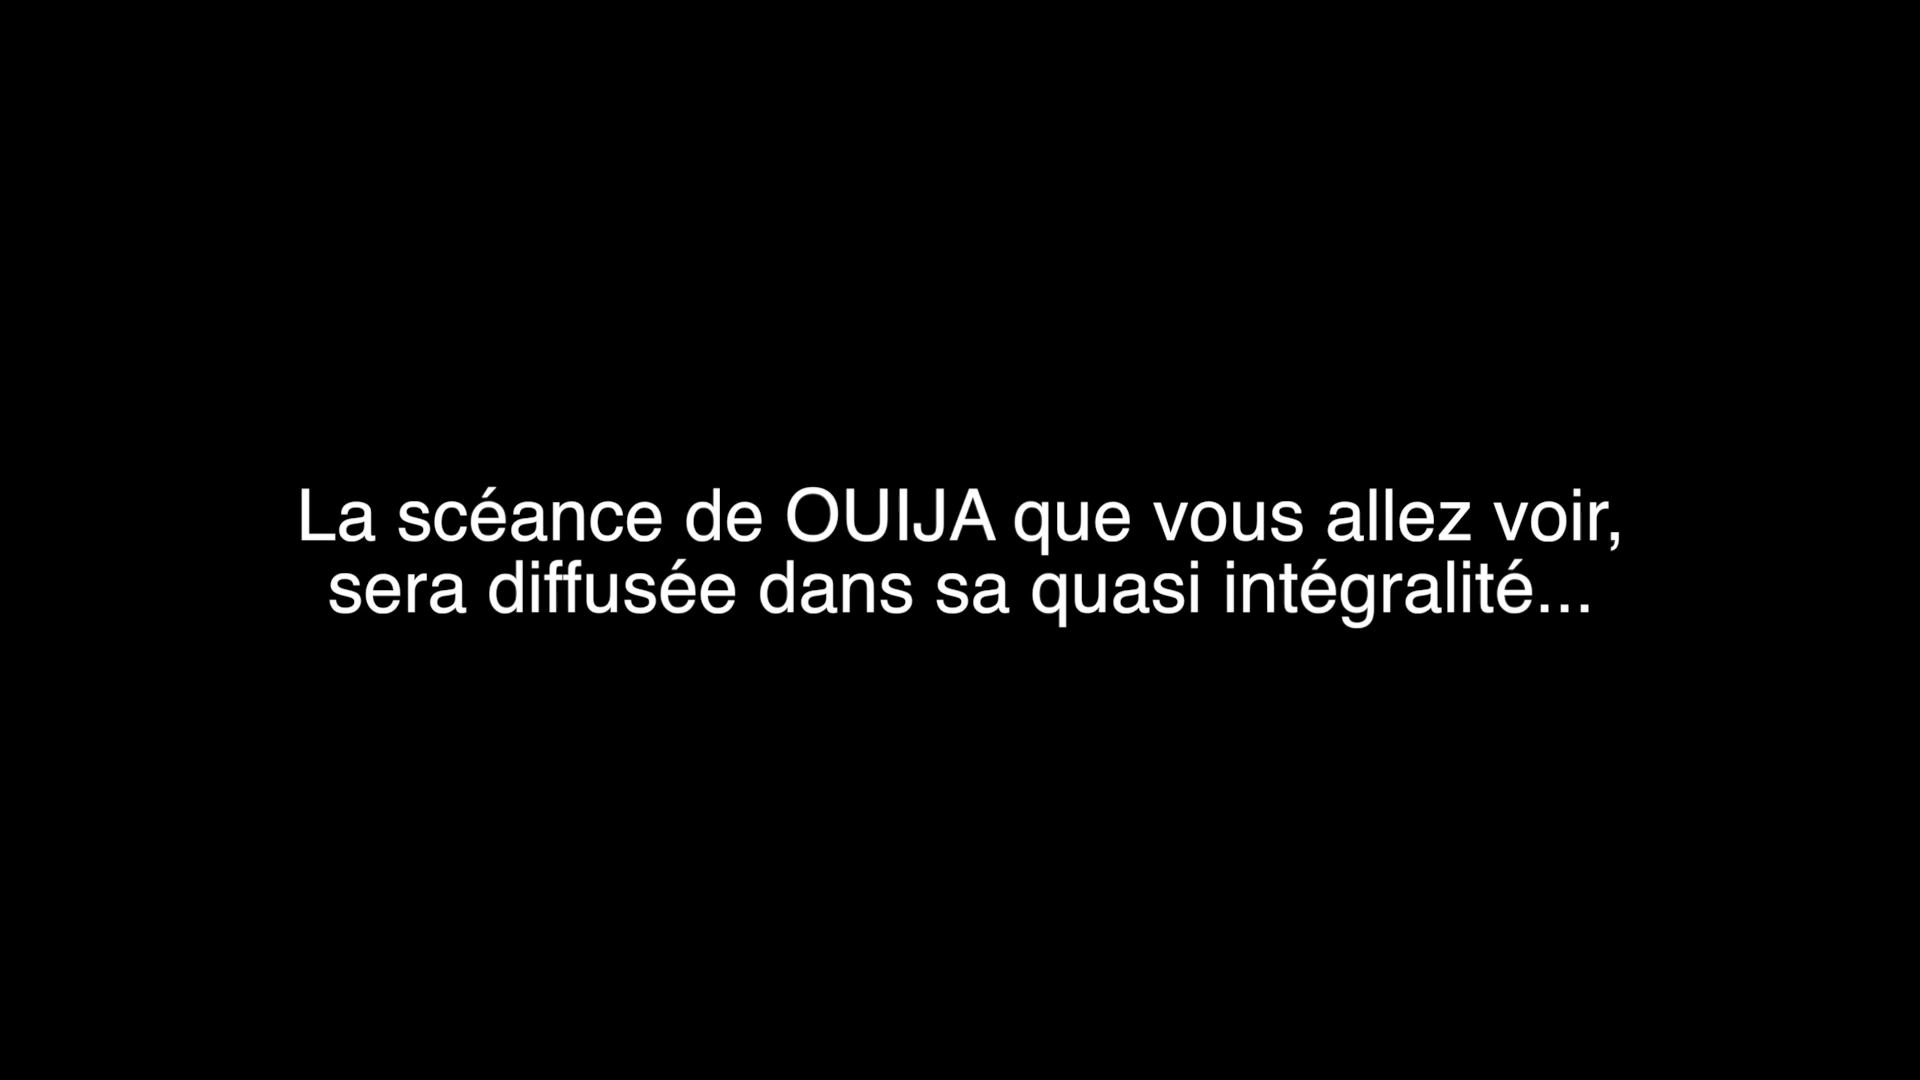 La scéance de OUIJA que vous allez voir,
sera diffusée dans sa quasi intégralité...